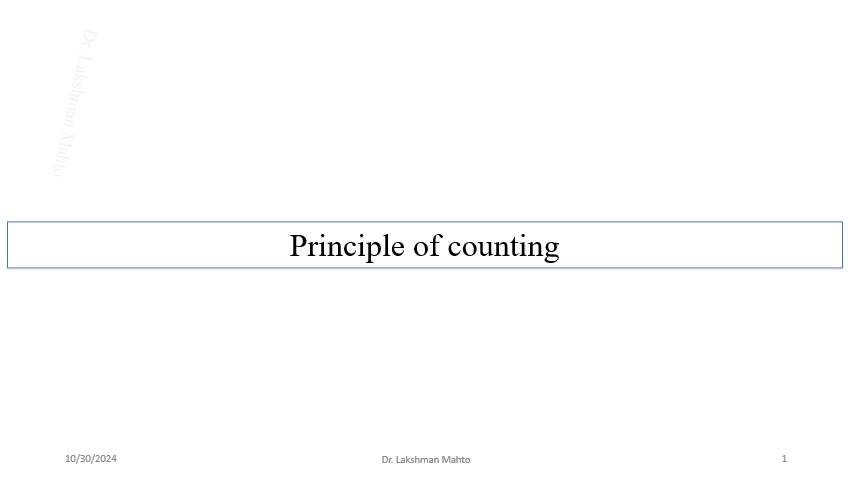 Dr. Lakshman Mahto
Principle of counting
10/30/2024
Dr. Lakshman Mahto
1